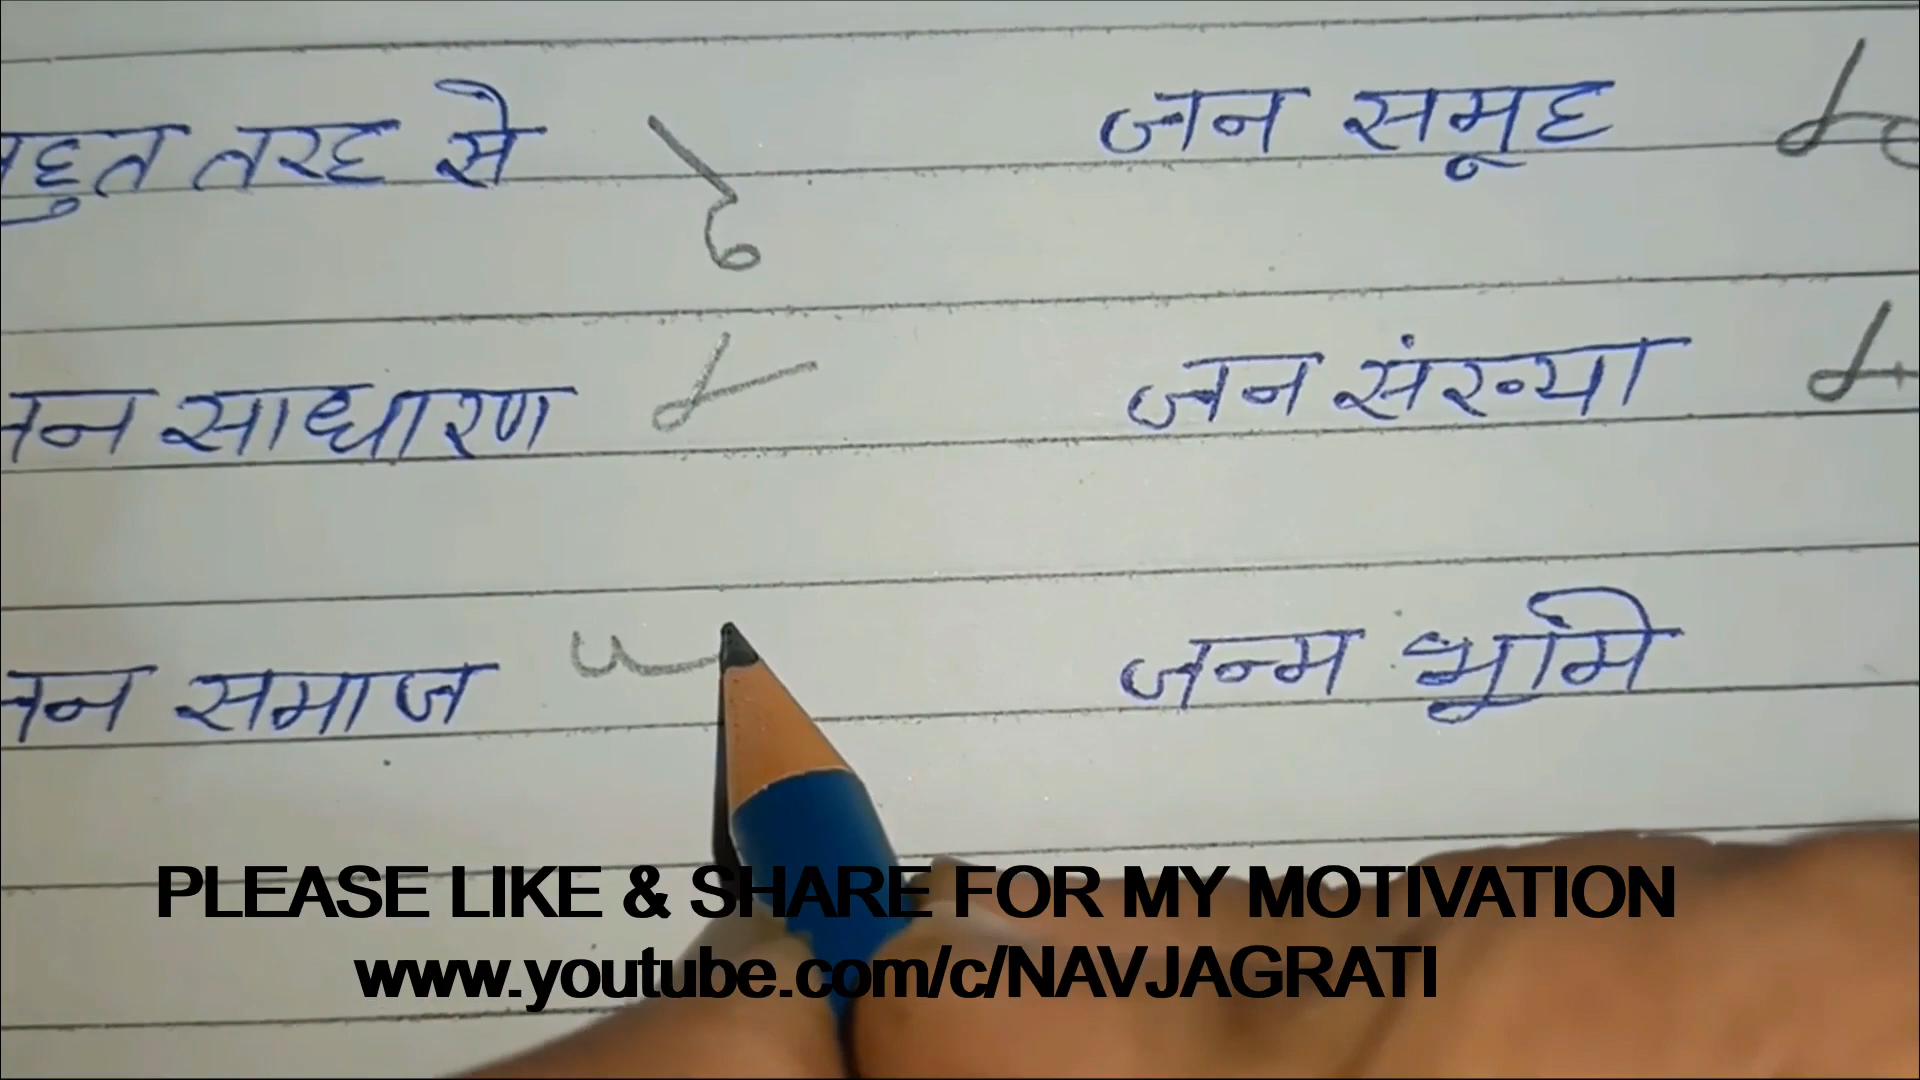 बहुत तरह से जन समूह
जन साधारण जन संख्या
जन समाज जन्म भूमि
PLEASE LIKE & SHARE FOR MY MOTIVATION
www.youtube.com/c/NAVJAGRATI